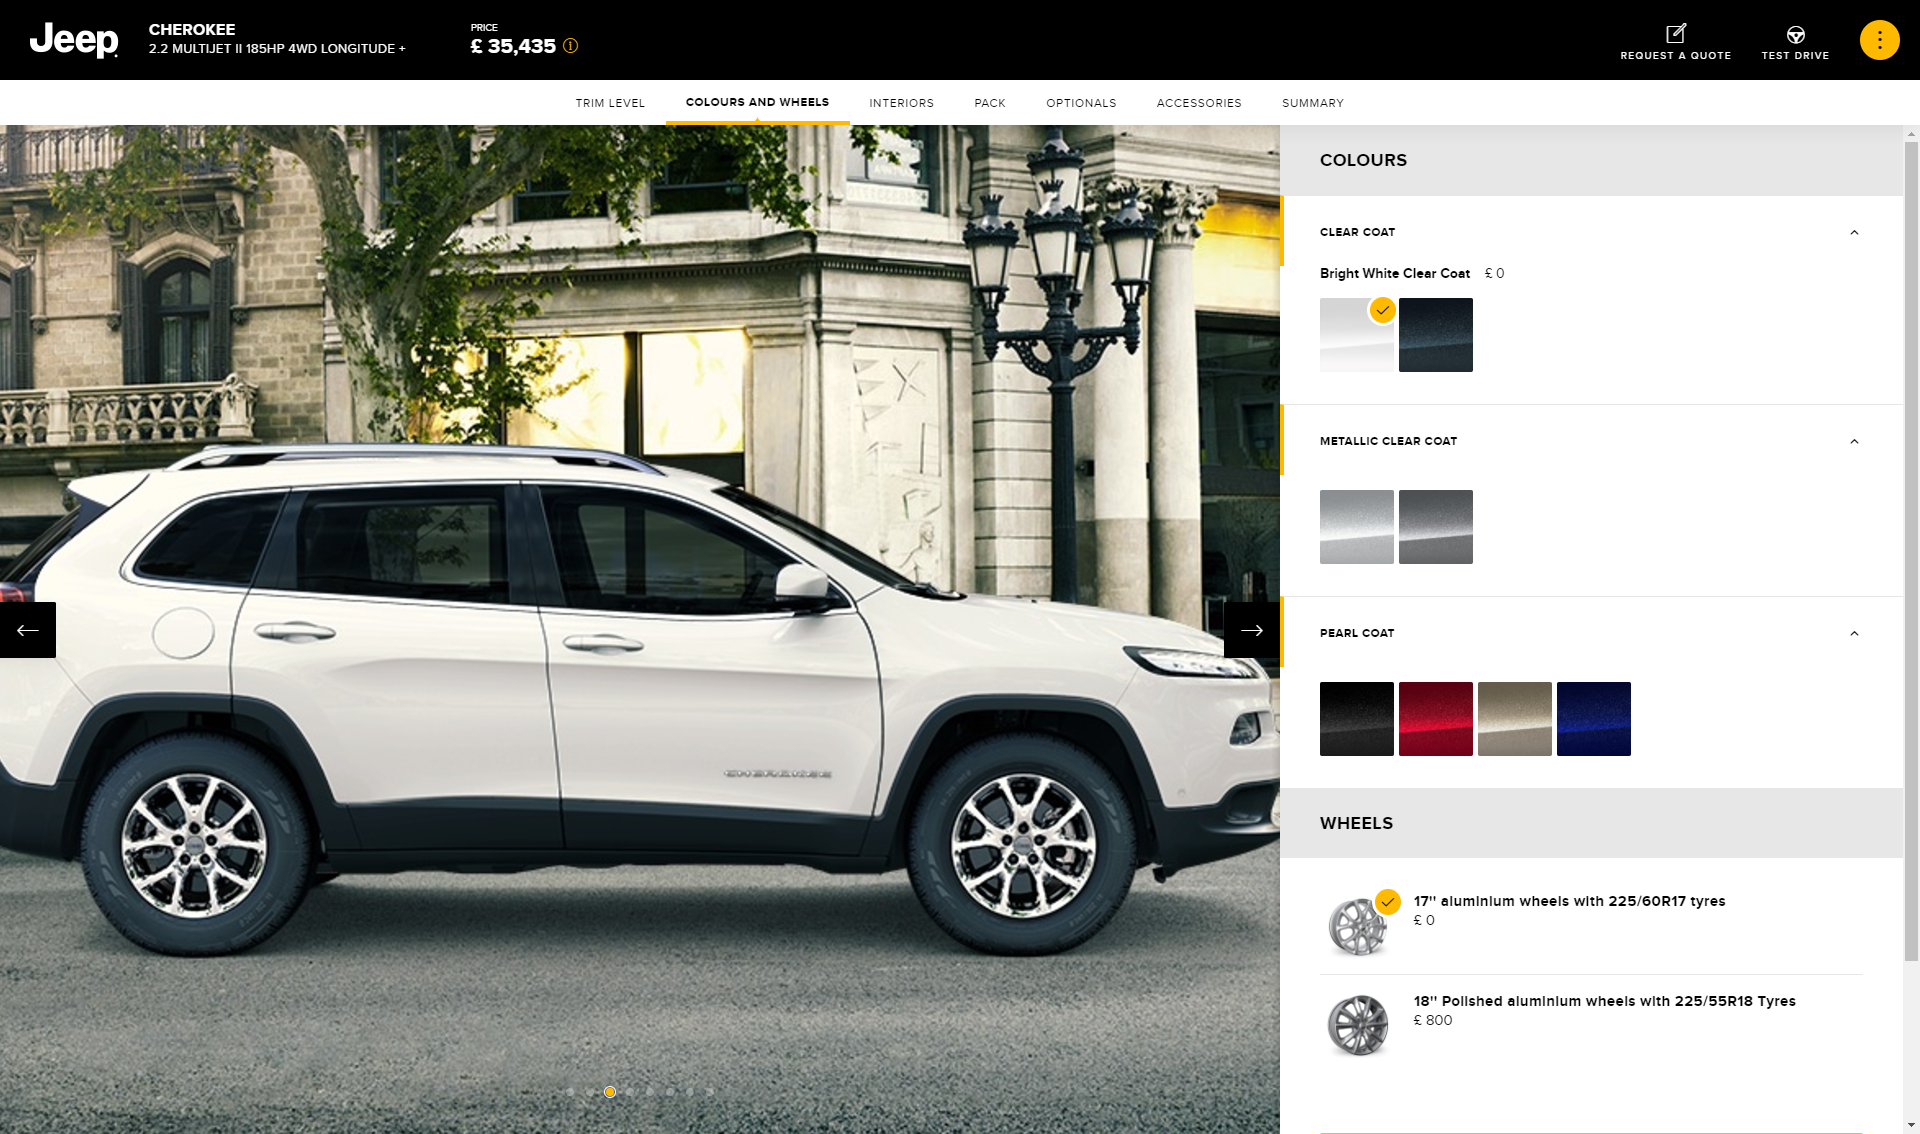 Jeep
CHEROKEE
2.2 MULTIJET II 185HP 4WD LONGITUDE +
PRICE
£ 35,435
REQUEST A QUOTE
TEST DRIVE
TRIM LEVEL
COLOURS AND WHEELS
INTERIORS
PACK
OPTIONALS
ACCESSORIES
SUMMARY
COLOURS
CLEAR COAT
Bright White Clear Coat £ 0
METALLIC CLEAR COAT
PEARL COAT
CHEROKEE
WHEELS
17'' aluminium wheels with 225/60R17 tyres
£ 0
18'' Polished aluminium wheels with 225/55R18 Tyres
£ 800